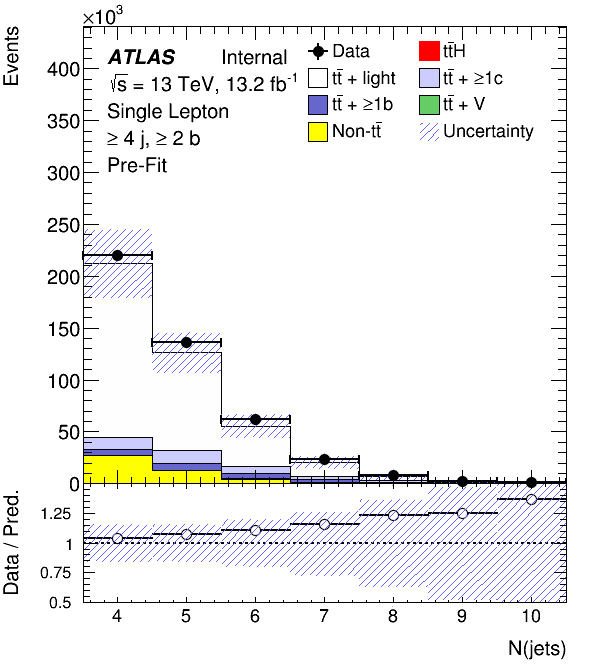 ×10³
Events
ATLAS Internal
√s = 13 TeV, 13.2 fb⁻¹
Single Lepton
≥ 4 j, ≥ 2 b
Pre-Fit
Data
tt̄H
tt̄ + light
tt̄ + ≥1c
tt̄ + ≥1b
tt̄ + V
Non-tt̄
Uncertainty
400
350
300
250
200
150
100
50
0
Data / Pred.
1.25
1
0.75
0.5
4 5 6 7 8 9 10
N(jets)